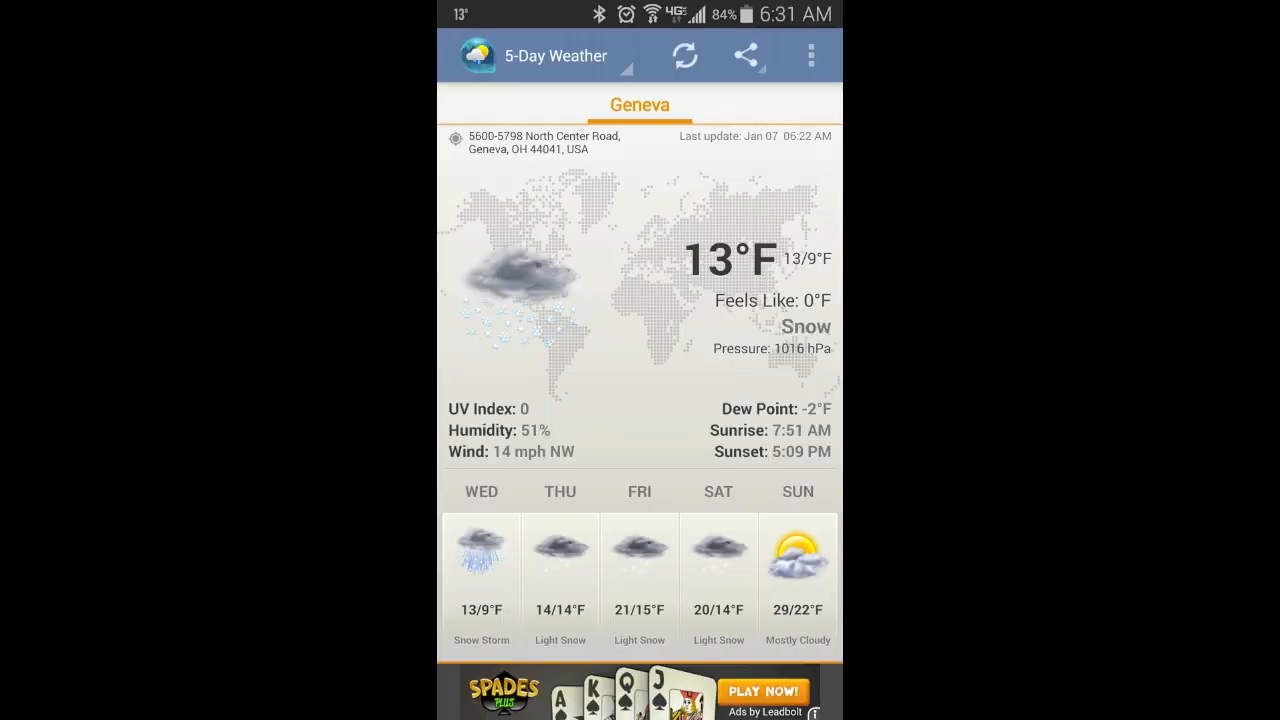 13° 84% 6:31 AM
5-Day Weather
Geneva
5600-5798 North Center Road,
Geneva, OH 44041, USA
Last update: Jan 07 06:22 AM
13°F 13/9°F
Feels Like: 0°F
Snow
Pressure: 1016 hPa
UV Index: 0
Humidity: 51%
Wind: 14 mph NW
Dew Point: -2°F
Sunrise: 7:51 AM
Sunset: 5:09 PM
WED THU FRI SAT SUN
13/9°F 14/14°F 21/15°F 20/14°F 29/22°F
Snow Storm Light Snow Light Snow Light Snow Mostly Cloudy
SPADES
PLUS
A K Q J
PLAY NOW!
Ads by Leadbolt